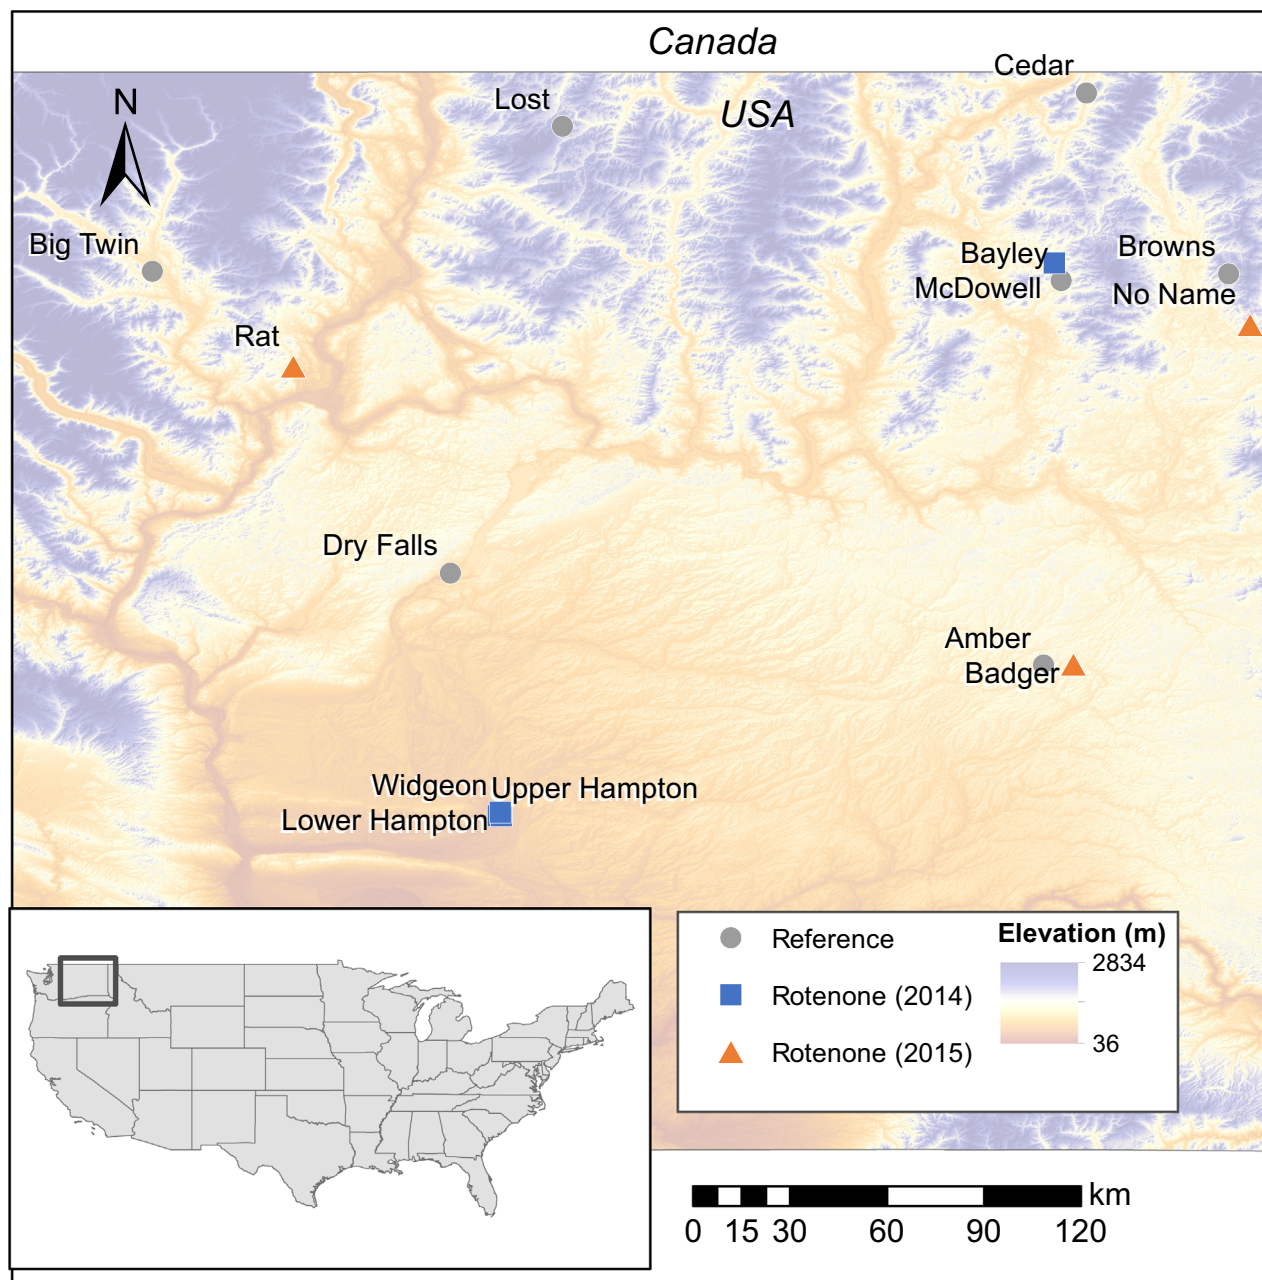 Canada
Cedar
N
Lost
USA
Big Twin
Bayley
Browns
McDowell
No Name
Rat
Dry Falls
Amber
Badger
Widgeon
Upper Hampton
Lower Hampton
Reference
Rotenone (2014)
Rotenone (2015)
Elevation (m)
2834
36
km
0 15 30 60 90 120